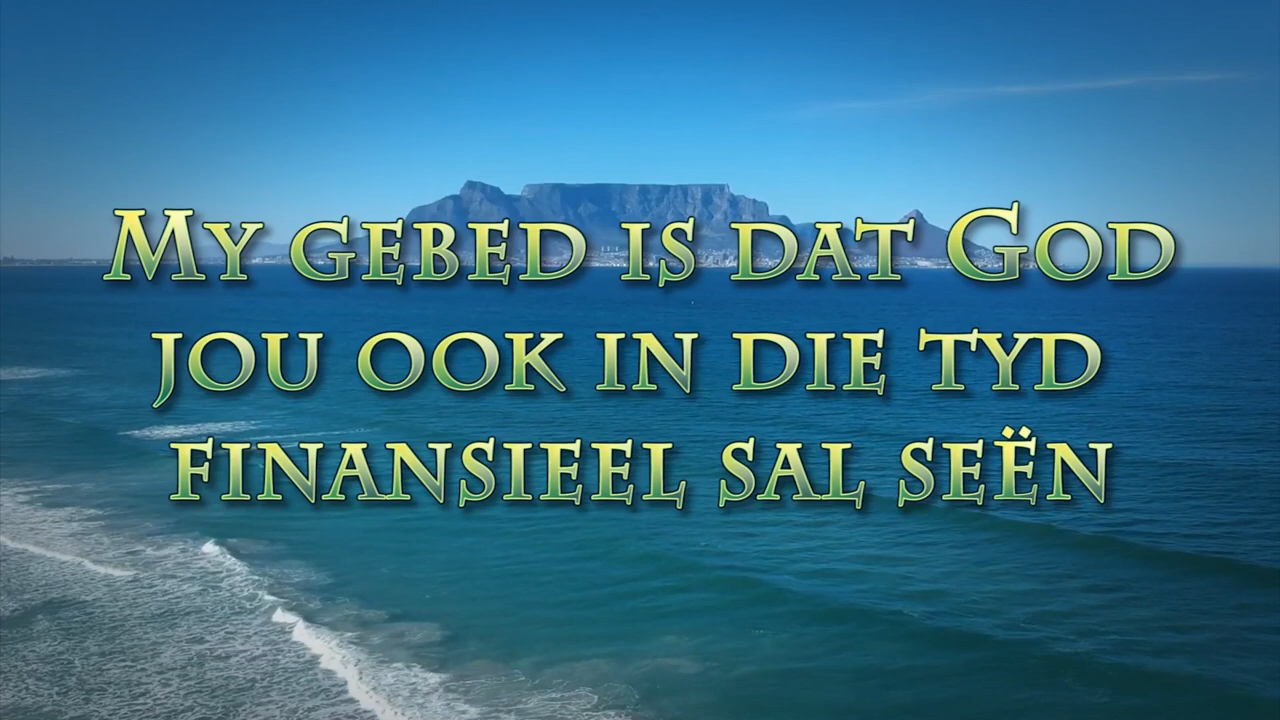 My gebed is dat God
jou ook in die tyd
finansieel sal seën